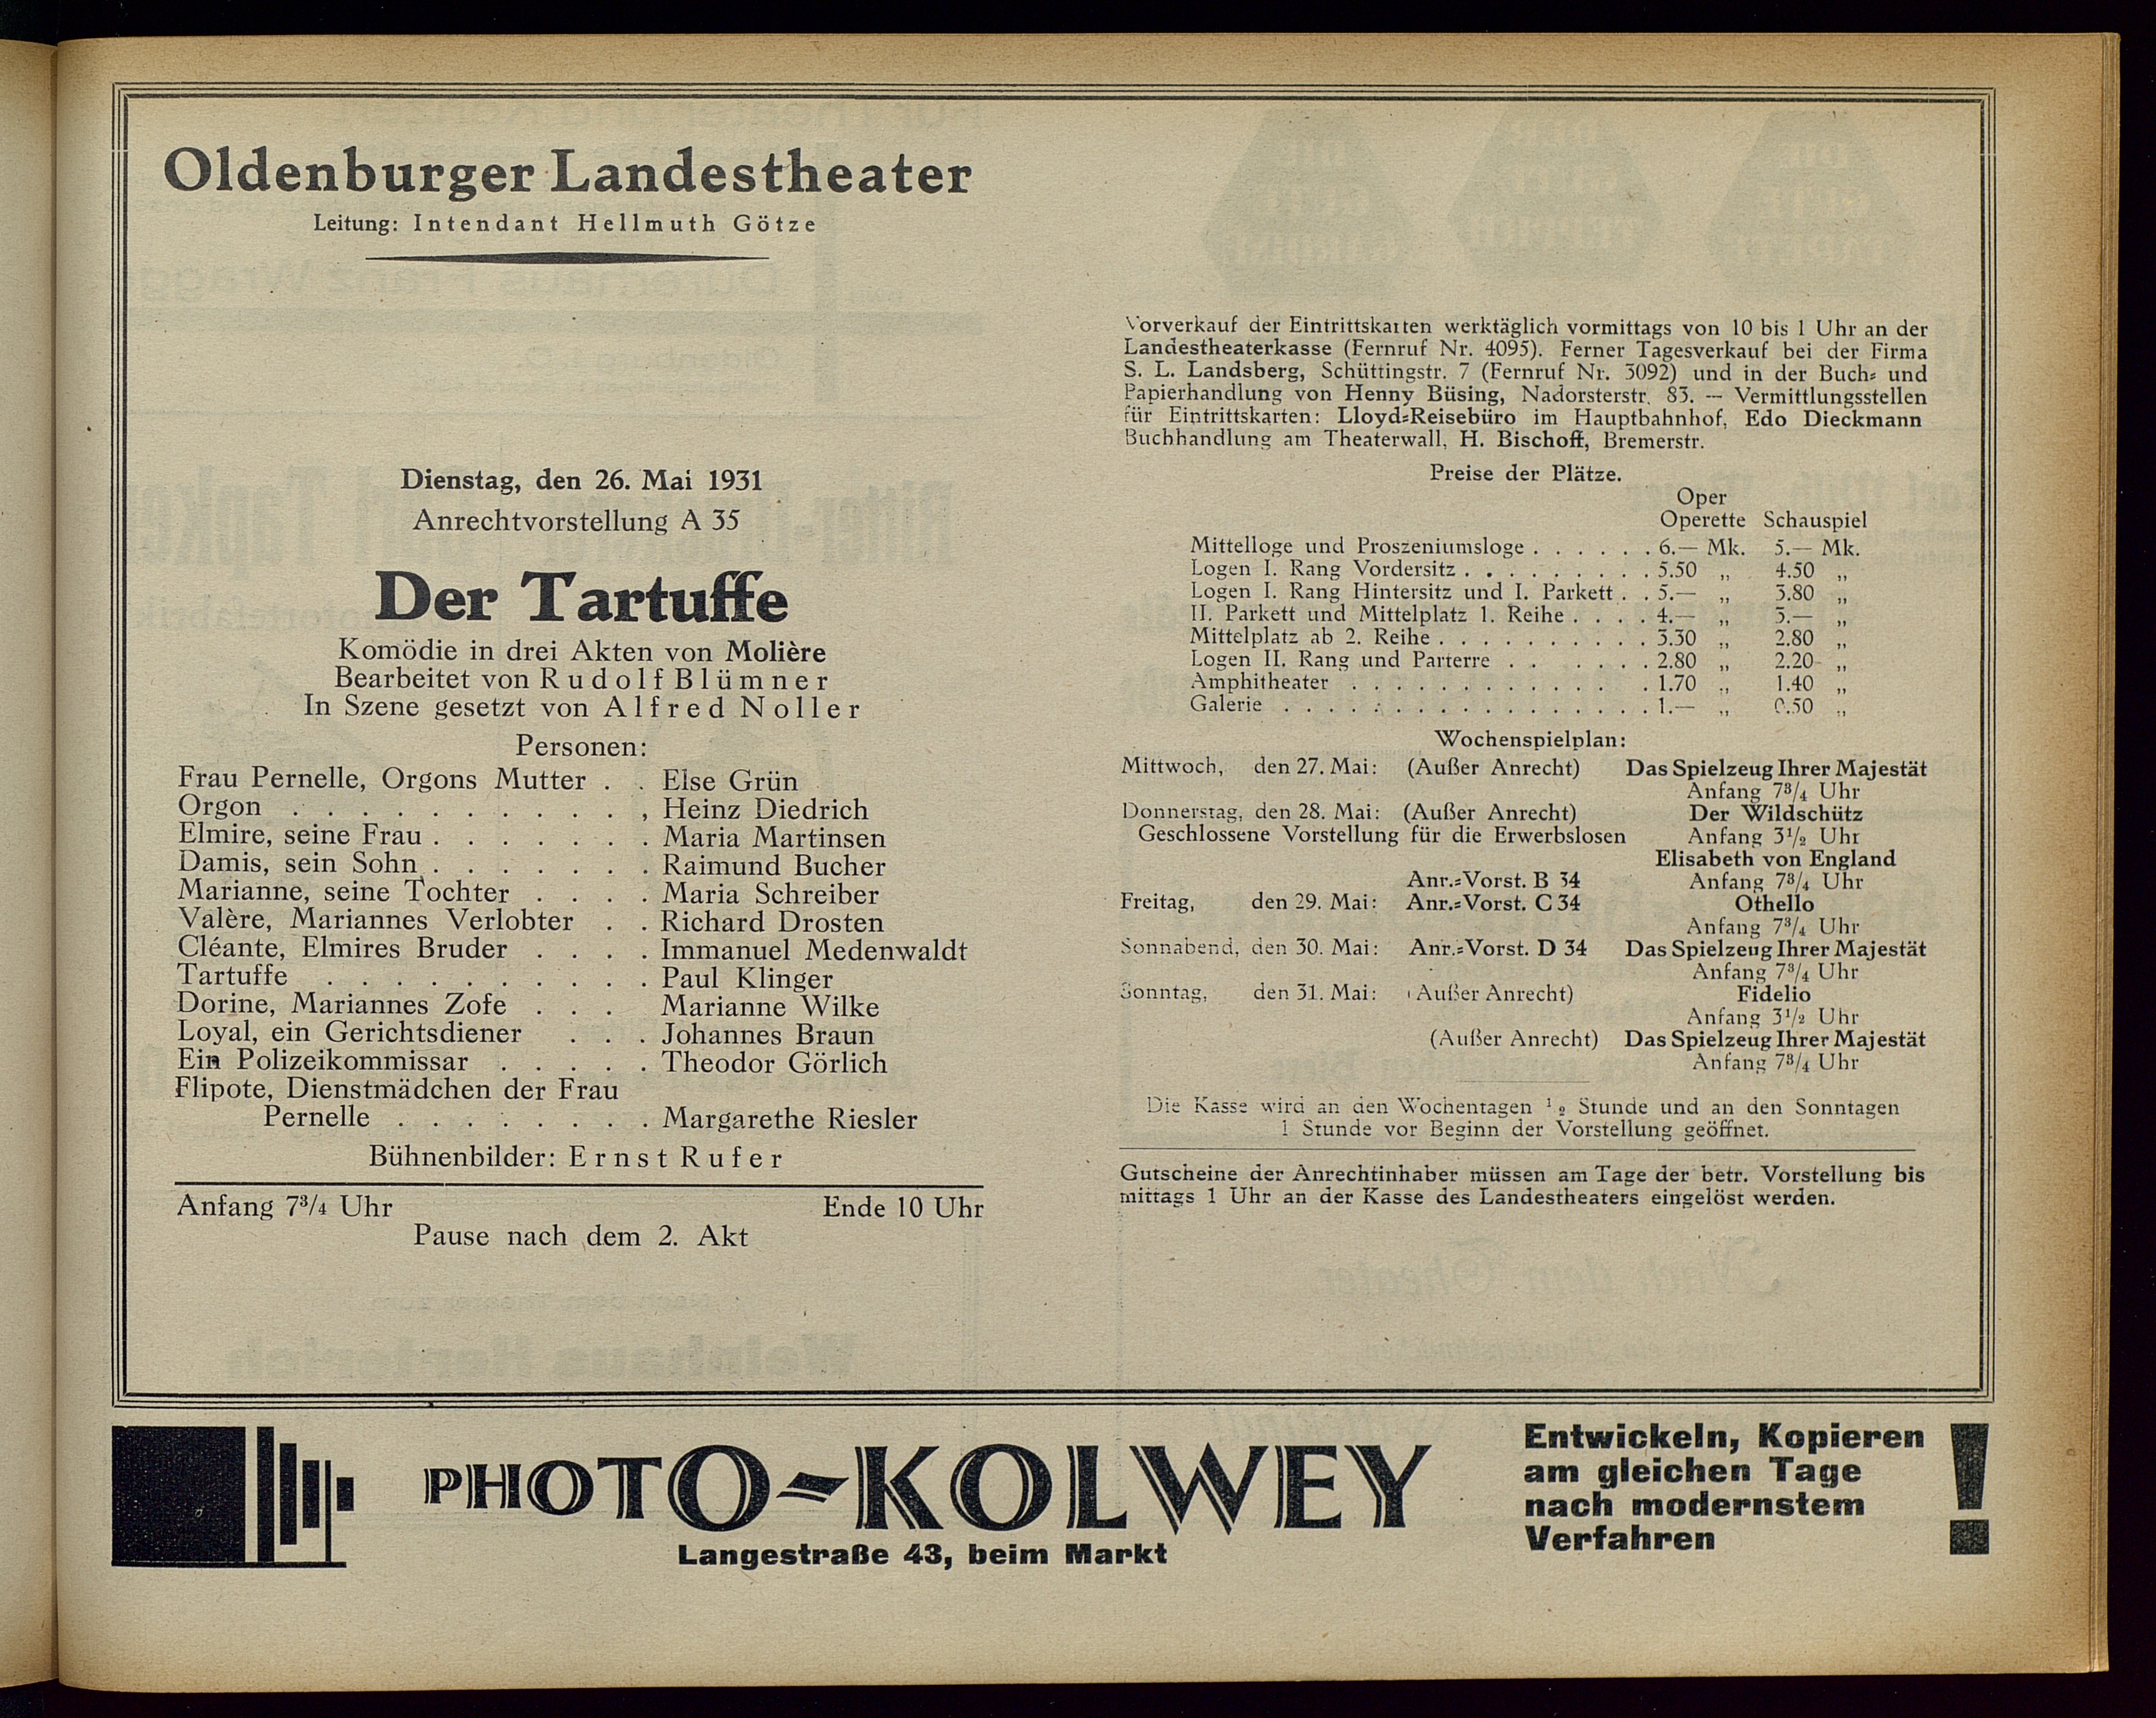 Oldenburger Landestheater
Leitung: Intendant Hellmuth Götze
Dienstag, den 26. Mai 1931
Anrechtvorstellung A 35
Der Tartuffe
Komödie in drei Akten von Molière
Bearbeitet von Rudolf Blümner
In Szene gesetzt von Alfred Noller
Personen:
Frau Pernelle, Orgons Mutter . . Else Grün
Orgon . . . . . . . . . . . , Heinz Diedrich
Elmire, seine Frau . . . . . . . . Maria Martinsen
Damis, sein Sohn . . . . . . . . Raimund Bucher
Marianne, seine Tochter . . . . Maria Schreiber
Valère, Mariannes Verlobter . . Richard Drosten
Cléante, Elmires Bruder . . . . Immanuel Medenwaldt
Tartuffe . . . . . . . . . . . Paul Klinger
Dorine, Mariannes Zofe . . . Marianne Wilke
Loyal, ein Gerichtsdiener . . . Johannes Braun
Ein Polizeikommissar . . . . . Theodor Görlich
Flipote, Dienstmädchen der Frau
Pernelle . . . . . . . . . Margarethe Riesler
Bühnenbilder: Ernst Rufer
Anfang 7¾ Uhr Ende 10 Uhr
Pause nach dem 2. Akt
Vorverkauf der Eintrittskarten werktäglich vormittags von 10 bis 1 Uhr an der
Landestheaterkasse (Fernruf Nr. 4095). Ferner Tagesverkauf bei der Firma
S. L. Landsberg, Schüttingstr. 7 (Fernruf Nr. 3092) und in der Buch= und
Papierhandlung von Henny Büsing, Nadorsterstr. 83. — Vermittlungsstellen
für Eintrittskarten: Lloyd=Reisebüro im Hauptbahnhof, Edo Dieckmann
Buchhandlung am Theaterwall, H. Bischoff, Bremerstr.
Preise der Plätze.
Oper
Operette Schauspiel
Mittelloge und Proszeniumsloge . . . . . . 6.— Mk. 5.— Mk.
Logen I. Rang Vordersitz . . . . . . . . . 5.50 „ 4.50 „
Logen I. Rang Hintersitz und I. Parkett . . 5.— „ 3.80 „
II. Parkett und Mittelplatz 1. Reihe . . . . 4.— „ 3.— „
Mittelplatz ab 2. Reihe . . . . . . . . . . 3.30 „ 2.80 „
Logen II. Rang und Parterre . . . . . . 2.80 „ 2.20 „
Amphitheater . . . . . . . . . . . . . 1.70 „ 1.40 „
Galerie . . . . . . . . . . . . . . . . . 1.— „ 0.50 „
Wochenspielplan:
Mittwoch, den 27. Mai: (Außer Anrecht) Das Spielzeug Ihrer Majestät
Anfang 7¾ Uhr
Donnerstag, den 28. Mai: (Außer Anrecht) Der Wildschütz
Geschlossene Vorstellung für die Erwerbslosen Anfang 3½ Uhr
Elisabeth von England
Anr.=Vorst. B 34 Anfang 7¾ Uhr
Freitag, den 29. Mai: Anr.=Vorst. C 34 Othello
Anfang 7¾ Uhr
Sonnabend, den 30. Mai: Anr.=Vorst. D 34 Das Spielzeug Ihrer Majestät
Anfang 7¾ Uhr
Sonntag, den 31. Mai: (Außer Anrecht) Fidelio
Anfang 3½ Uhr
(Außer Anrecht) Das Spielzeug Ihrer Majestät
Anfang 7¾ Uhr
Die Kasse wird an den Wochentagen ½ Stunde und an den Sonntagen
1 Stunde vor Beginn der Vorstellung geöffnet.
Gutscheine der Anrechtinhaber müssen am Tage der betr. Vorstellung bis
mittags 1 Uhr an der Kasse des Landestheaters eingelöst werden.
PHOTO=KOLWEY
Langestraße 43, beim Markt
Entwickeln, Kopieren
am gleichen Tage
nach modernstem
Verfahren !